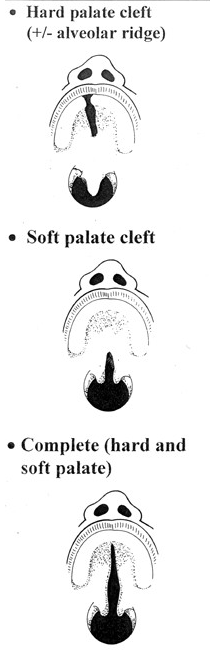 • Hard palate cleft
(+/- alveolar ridge)
• Soft palate cleft
• Complete (hard and
soft palate)